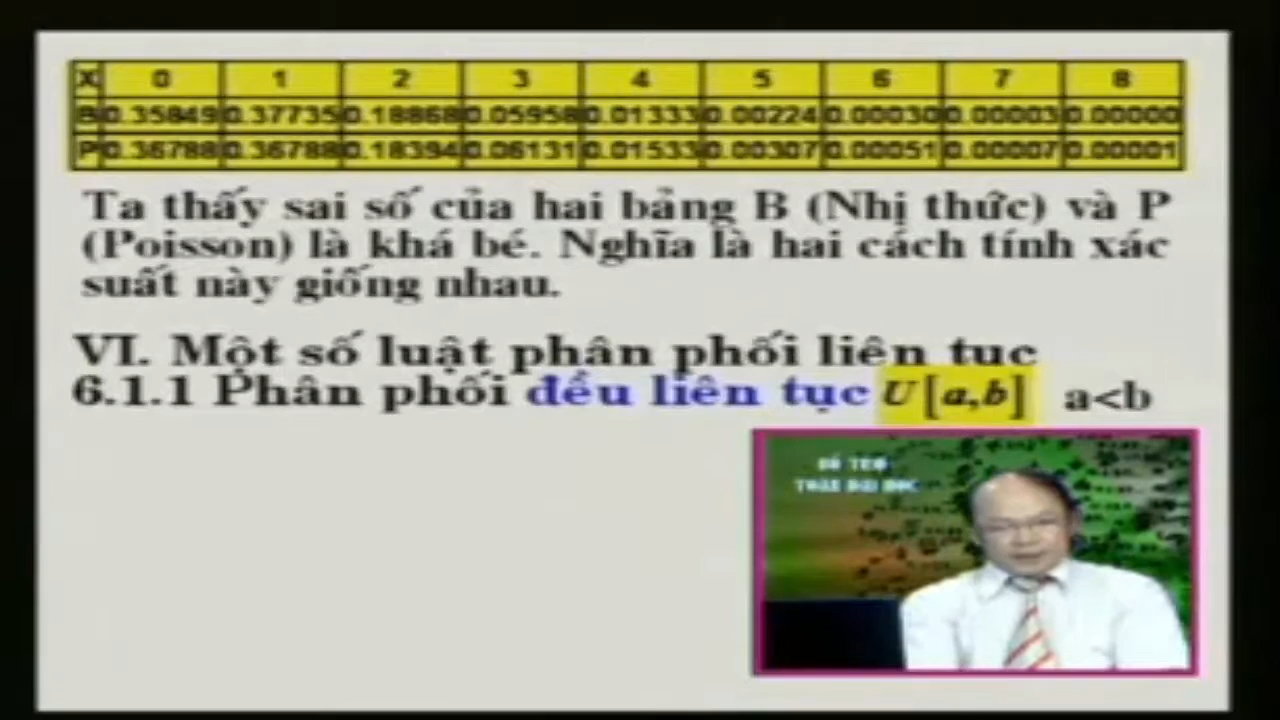 X 0 1 2 3 4 5 6 7 8
B 0.35849 0.37735 0.18868 0.05958 0.01333 0.00224 0.00030 0.00003 0.00000
P 0.36788 0.36788 0.18394 0.06131 0.01533 0.00307 0.00051 0.00007 0.00001
Ta thấy sai số của hai bảng B (Nhị thức) và P
(Poisson) là khá bé. Nghĩa là hai cách tính xác
suất này giống nhau.
VI. Một số luật phân phối liên tục
6.1.1 Phân phối đều liên tục U[a,b] a<b